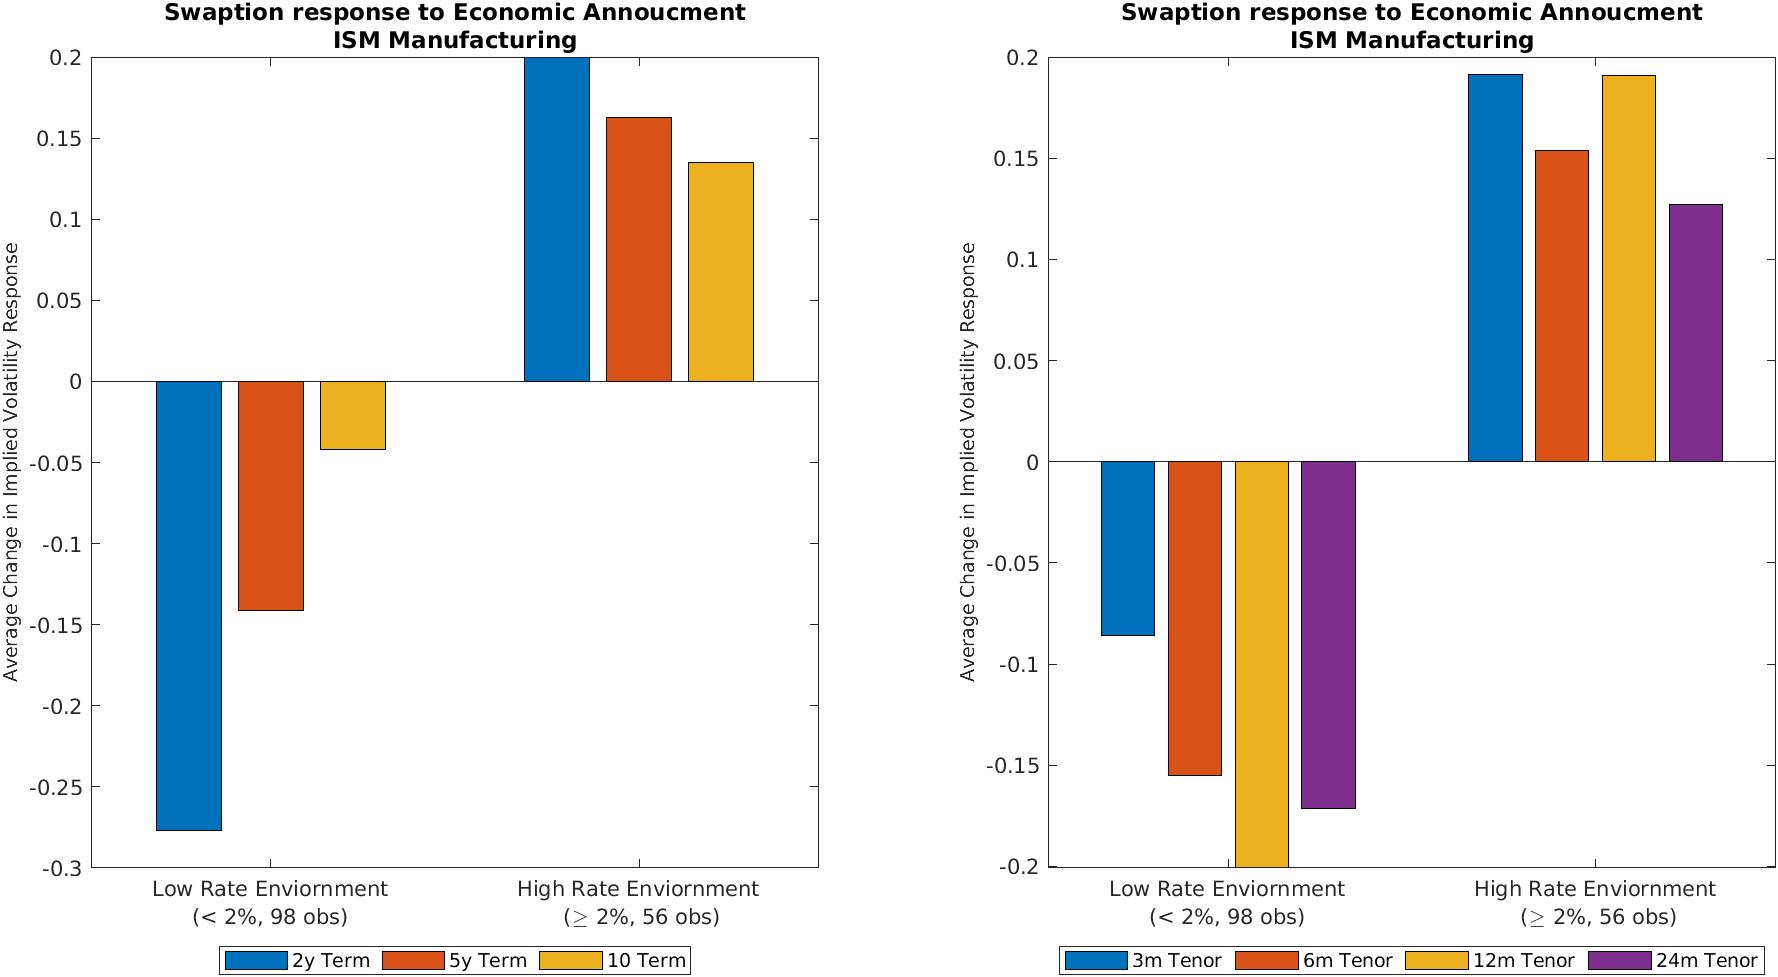 Swaption response to Economic Annoucment
ISM Manufacturing
Average Change in Implied Volatility Response
0.2
0.15
0.1
0.05
0
-0.05
-0.1
-0.15
-0.2
-0.25
-0.3
Low Rate Enviornment
(< 2%, 98 obs)
High Rate Enviornment
(≥ 2%, 56 obs)
2y Term
5y Term
10 Term
Swaption response to Economic Annoucment
ISM Manufacturing
Average Change in Implied Volatility Response
0.2
0.15
0.1
0.05
0
-0.05
-0.1
-0.15
-0.2
Low Rate Enviornment
(< 2%, 98 obs)
High Rate Enviornment
(≥ 2%, 56 obs)
3m Tenor
6m Tenor
12m Tenor
24m Tenor